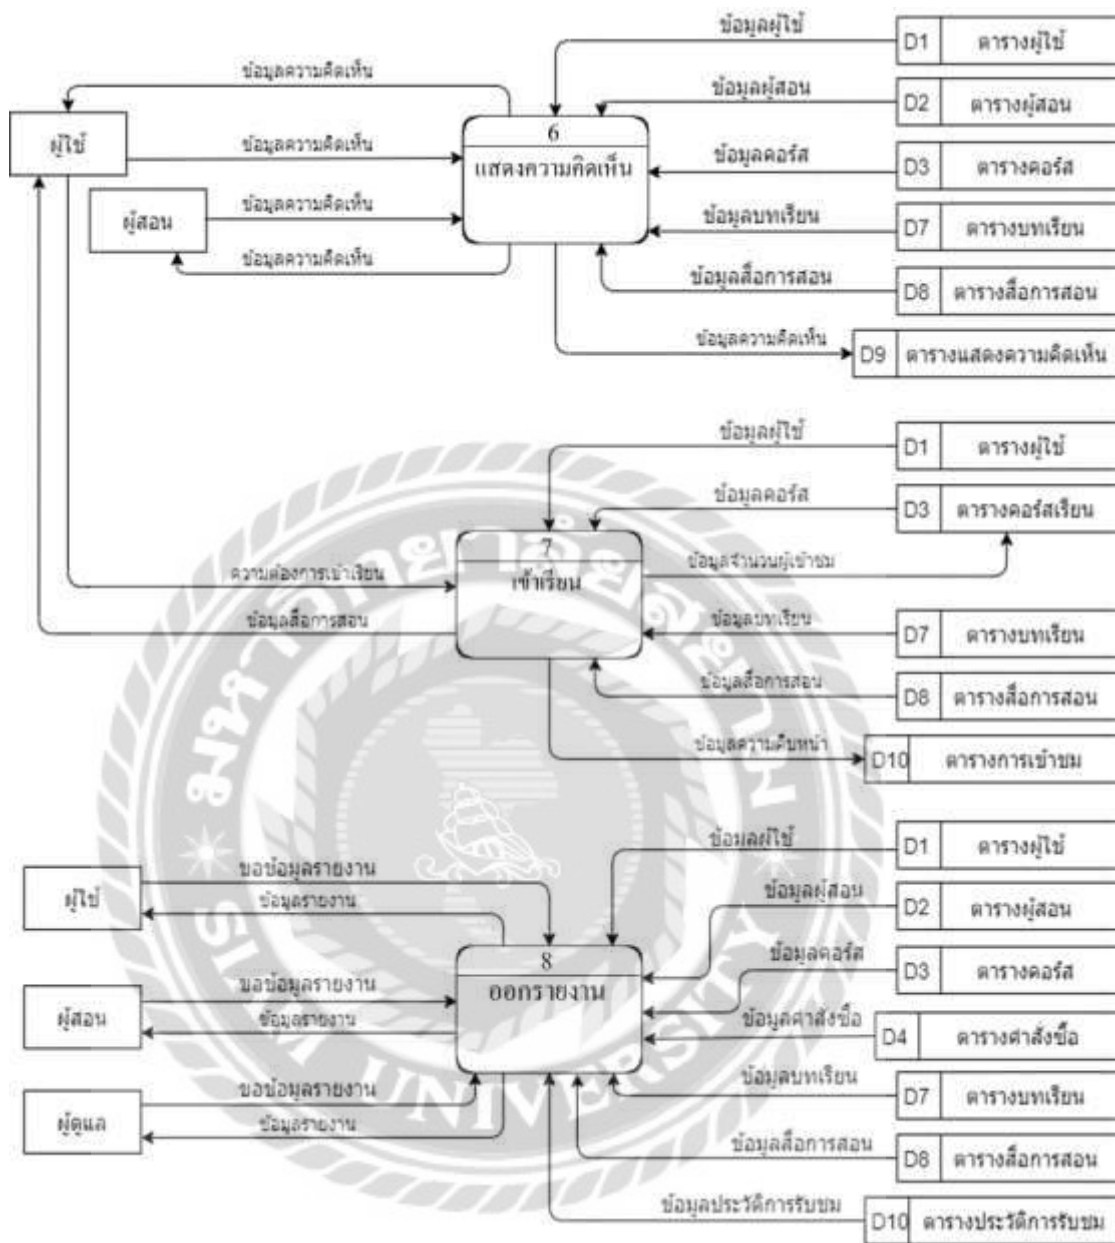 ข้อมูลผู้ใช้
D1 ตารางผู้ใช้
ข้อมูลความคิดเห็น
ข้อมูลผู้สอน
D2 ตารางผู้สอน
ผู้ใช้
6
ข้อมูลความคิดเห็น
แสดงความคิดเห็น
ข้อมูลคอร์ส
D3 ตารางคอร์ส
ผู้สอน
ข้อมูลความคิดเห็น
ข้อมูลบทเรียน
D7 ตารางบทเรียน
ข้อมูลความคิดเห็น
ข้อมูลสื่อการสอน
D8 ตารางสื่อการสอน
ข้อมูลความคิดเห็น
D9 ตารางแสดงความคิดเห็น
ข้อมูลผู้ใช้
D1 ตารางผู้ใช้
ข้อมูลคอร์ส
D3 ตารางคอร์สเรียน
7
เข้าเรียน
ข้อมูลจำนวนผู้เข้าชม
ความต้องการเข้าเรียน
ข้อมูลสื่อการสอน
ข้อมูลบทเรียน
D7 ตารางบทเรียน
ข้อมูลสื่อการสอน
D8 ตารางสื่อการสอน
ข้อมูลความคืบหน้า
D10 ตารางการเข้าชม
ข้อมูลผู้ใช้
D1 ตารางผู้ใช้
ผู้ใช้
ขอข้อมูลรายงาน
ข้อมูลรายงาน
ข้อมูลผู้สอน
D2 ตารางผู้สอน
8
ออกรายงาน
ข้อมูลคอร์ส
D3 ตารางคอร์ส
ผู้สอน
ขอข้อมูลรายงาน
ข้อมูลรายงาน
ข้อมูลคำสั่งซื้อ
D4 ตารางคำสั่งซื้อ
ผู้ดูแล
ขอข้อมูลรายงาน
ข้อมูลรายงาน
ข้อมูลบทเรียน
D7 ตารางบทเรียน
ข้อมูลสื่อการสอน
D8 ตารางสื่อการสอน
ข้อมูลประวัติการรับชม
D10 ตารางประวัติการรับชม
มหาวิทยาลัยสยาม
SIAM UNIVERSITY